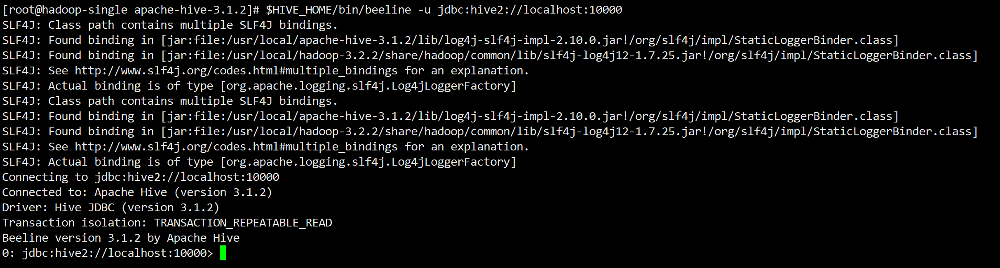 [root@hadoop-single apache-hive-3.1.2]# $HIVE_HOME/bin/beeline -u jdbc:hive2://localhost:10000
SLF4J: Class path contains multiple SLF4J bindings.
SLF4J: Found binding in [jar:file:/usr/local/apache-hive-3.1.2/lib/log4j-slf4j-impl-2.10.0.jar!/org/slf4j/impl/StaticLoggerBinder.class]
SLF4J: Found binding in [jar:file:/usr/local/hadoop-3.2.2/share/hadoop/common/lib/slf4j-log4j12-1.7.25.jar!/org/slf4j/impl/StaticLoggerBinder.class]
SLF4J: See http://www.slf4j.org/codes.html#multiple_bindings for an explanation.
SLF4J: Actual binding is of type [org.apache.logging.slf4j.Log4jLoggerFactory]
SLF4J: Class path contains multiple SLF4J bindings.
SLF4J: Found binding in [jar:file:/usr/local/apache-hive-3.1.2/lib/log4j-slf4j-impl-2.10.0.jar!/org/slf4j/impl/StaticLoggerBinder.class]
SLF4J: Found binding in [jar:file:/usr/local/hadoop-3.2.2/share/hadoop/common/lib/slf4j-log4j12-1.7.25.jar!/org/slf4j/impl/StaticLoggerBinder.class]
SLF4J: See http://www.slf4j.org/codes.html#multiple_bindings for an explanation.
SLF4J: Actual binding is of type [org.apache.logging.slf4j.Log4jLoggerFactory]
Connecting to jdbc:hive2://localhost:10000
Connected to: Apache Hive (version 3.1.2)
Driver: Hive JDBC (version 3.1.2)
Transaction isolation: TRANSACTION_REPEATABLE_READ
Beeline version 3.1.2 by Apache Hive
0: jdbc:hive2://localhost:10000>